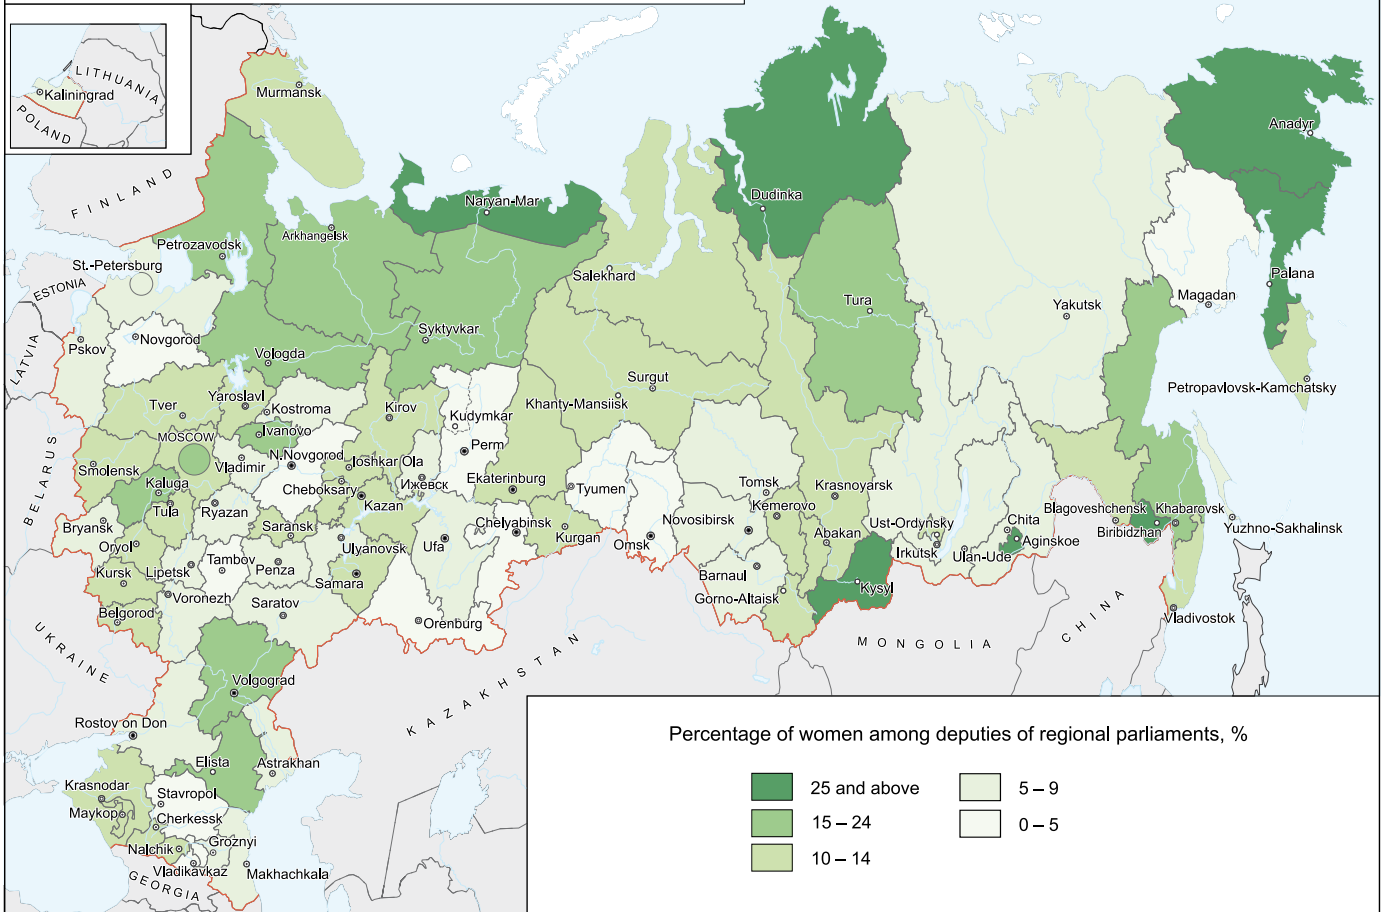 LITHUANIA
Kaliningrad
POLAND
Murmansk
FINLAND
Naryan-Mar
Dudinka
Anadyr
Arkhangelsk
Petrozavodsk
St.-Petersburg
ESTONIA
Salekhard
Palana
Tura
Yakutsk
Magadan
Syktyvkar
Novgorod
Pskov
LATVIA
Vologda
Surgut
Petropavlovsk-Kamchatsky
Yaroslavl
Khanty-Mansiisk
Tver
Kostroma
Kirov
Kudymkar
Ivanovo
MOSCOW
Perm
BELARUS
Vladimir
N.Novgorod
Ioshkar Ola
Smolensk
Kaluga
Cheboksary
Ижевск
Ekaterinburg
Tyumen
Tomsk
Krasnoyarsk
Kazan
Tula
Ryazan
Kemerovo
Blagoveshchensk
Khabarovsk
Bryansk
Saransk
Chelyabinsk
Novosibirsk
Ust-Ordynsky
Chita
Yuzhno-Sakhalinsk
Oryol
Ulyanovsk
Ufa
Kurgan
Omsk
Abakan
Irkutsk
Aginskoe
Biribidzhan
Ulan-Ude
Kursk
Lipetsk
Tambov
Penza
Samara
Barnaul
Kysyl
Voronezh
Saratov
Gorno-Altaisk
Belgorod
Orenburg
Vladivostok
UKRAINE
KAZAKHSTAN
MONGOLIA
CHINA
Volgograd
Rostov on Don
Elista
Astrakhan
Krasnodar
Stavropol
Maykop
Cherkessk
Nalchik
Groznyi
Vladikavkaz
Makhachkala
GEORGIA
Percentage of women among deputies of regional parliaments, %
25 and above
15 – 24
10 – 14
5 – 9
0 – 5